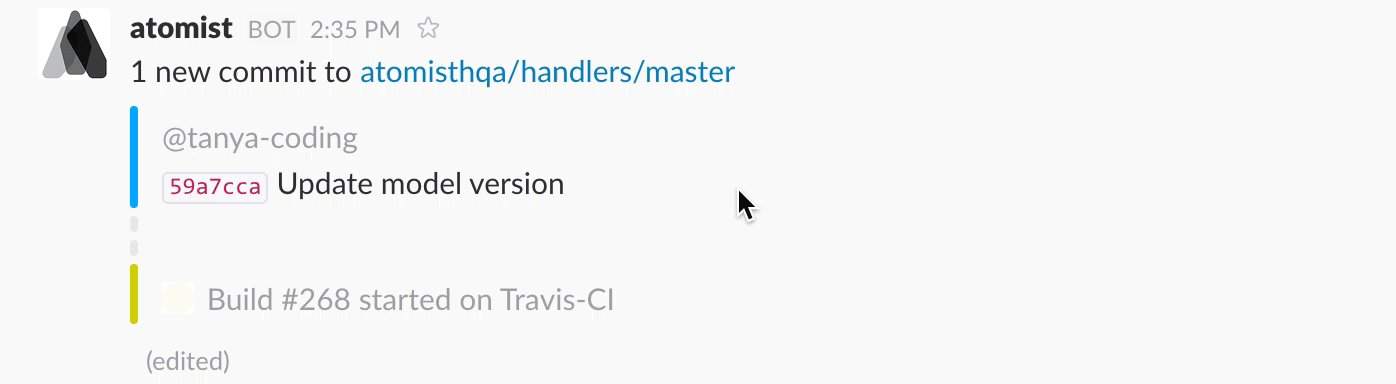 atomist BOT 2:35 PM
1 new commit to atomisthqa/handlers/master
@tanya-coding
59a7cca Update model version
Build #268 started on Travis-CI
(edited)